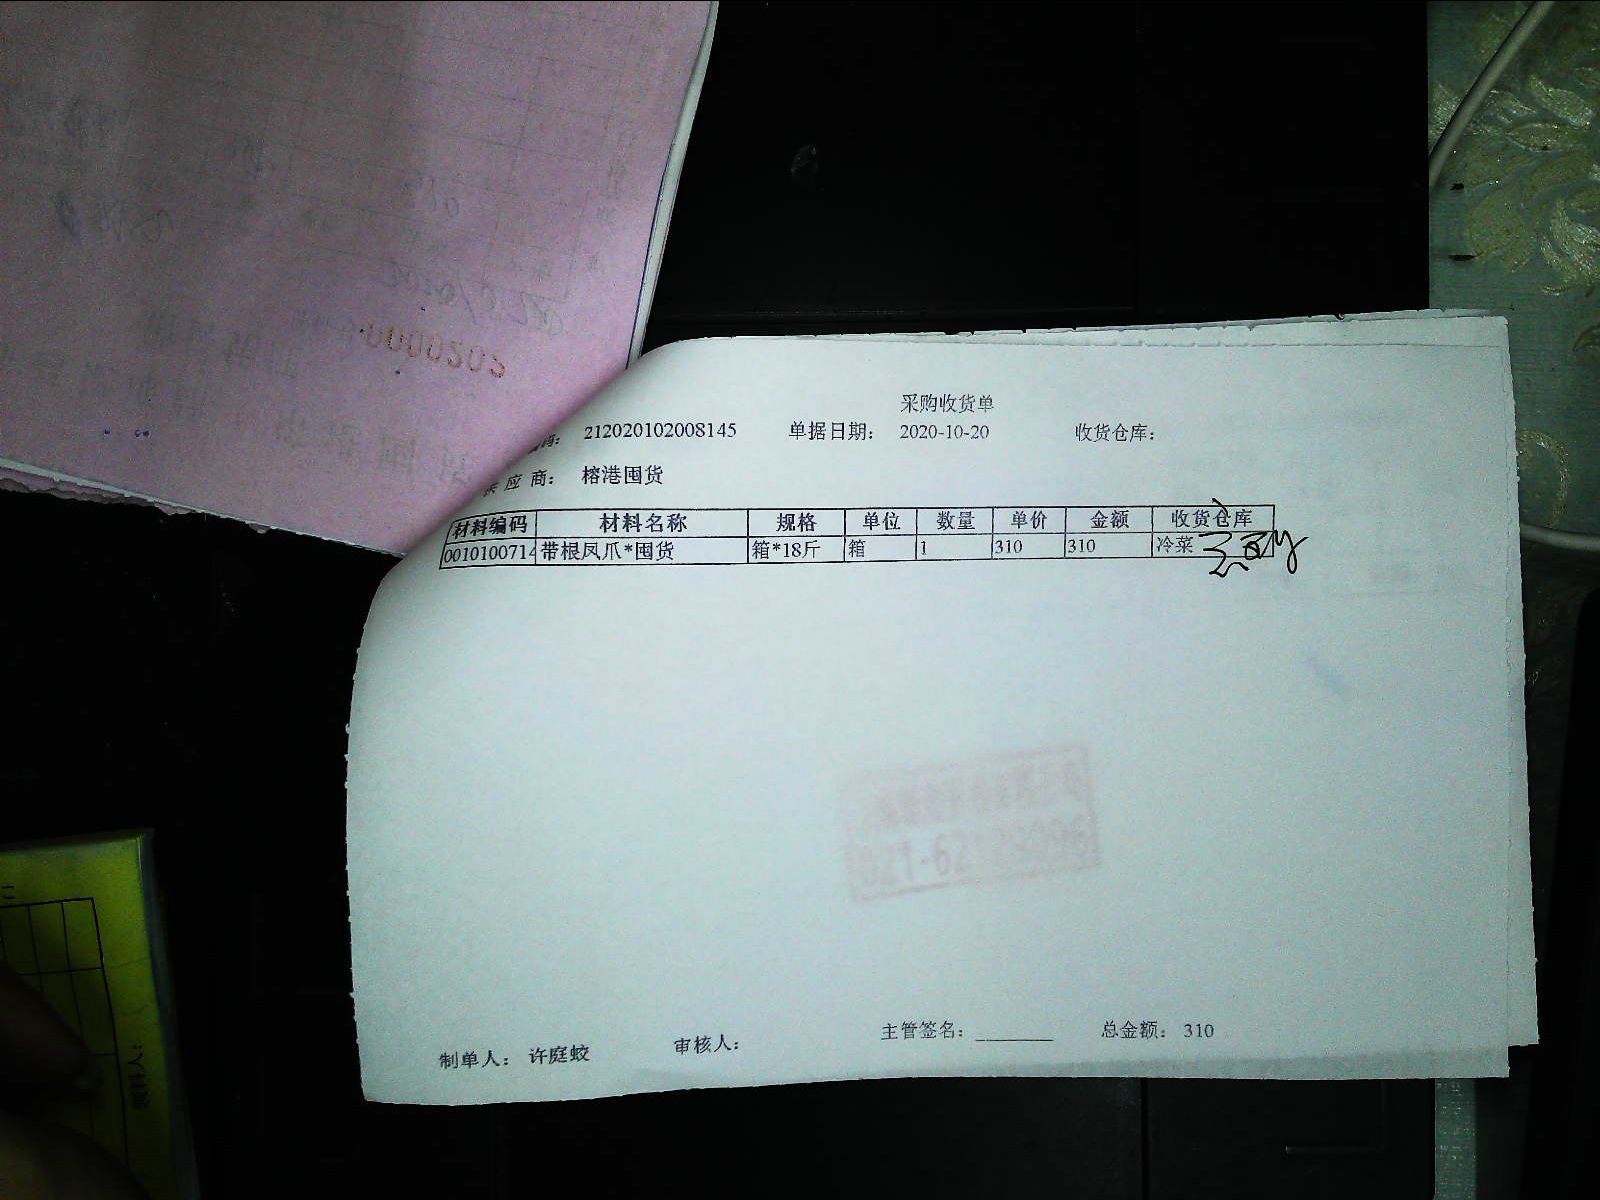 采购收货单
212020102008145 单据日期： 2020-10-20 收货仓库：
供应商： 榕港囤货
材料编码 材料名称 规格 单位 数量 单价 金额 收货仓库
0010100714 带根凤爪*囤货 箱*18斤 箱 1 310 310 冷菜
制单人： 许庭蛟 审核人： 主管签名： 总金额： 310
0000202